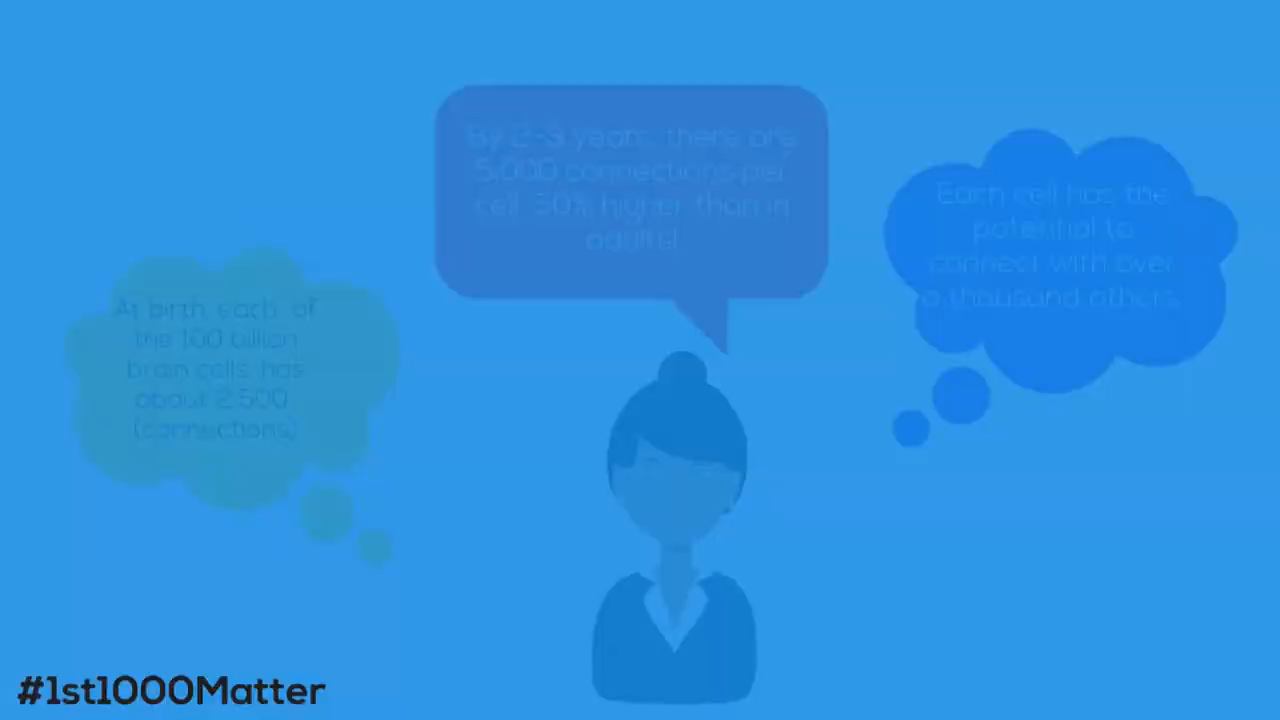 At birth, each of
the 100 billion
brain cells, has
about 2,500
(connections)
By 2-3 years, there are
5,000 connections per
cell, 50% higher than in
adults!
Each cell has the
potential to
connect with over
a thousand others.
#1st1000Matter